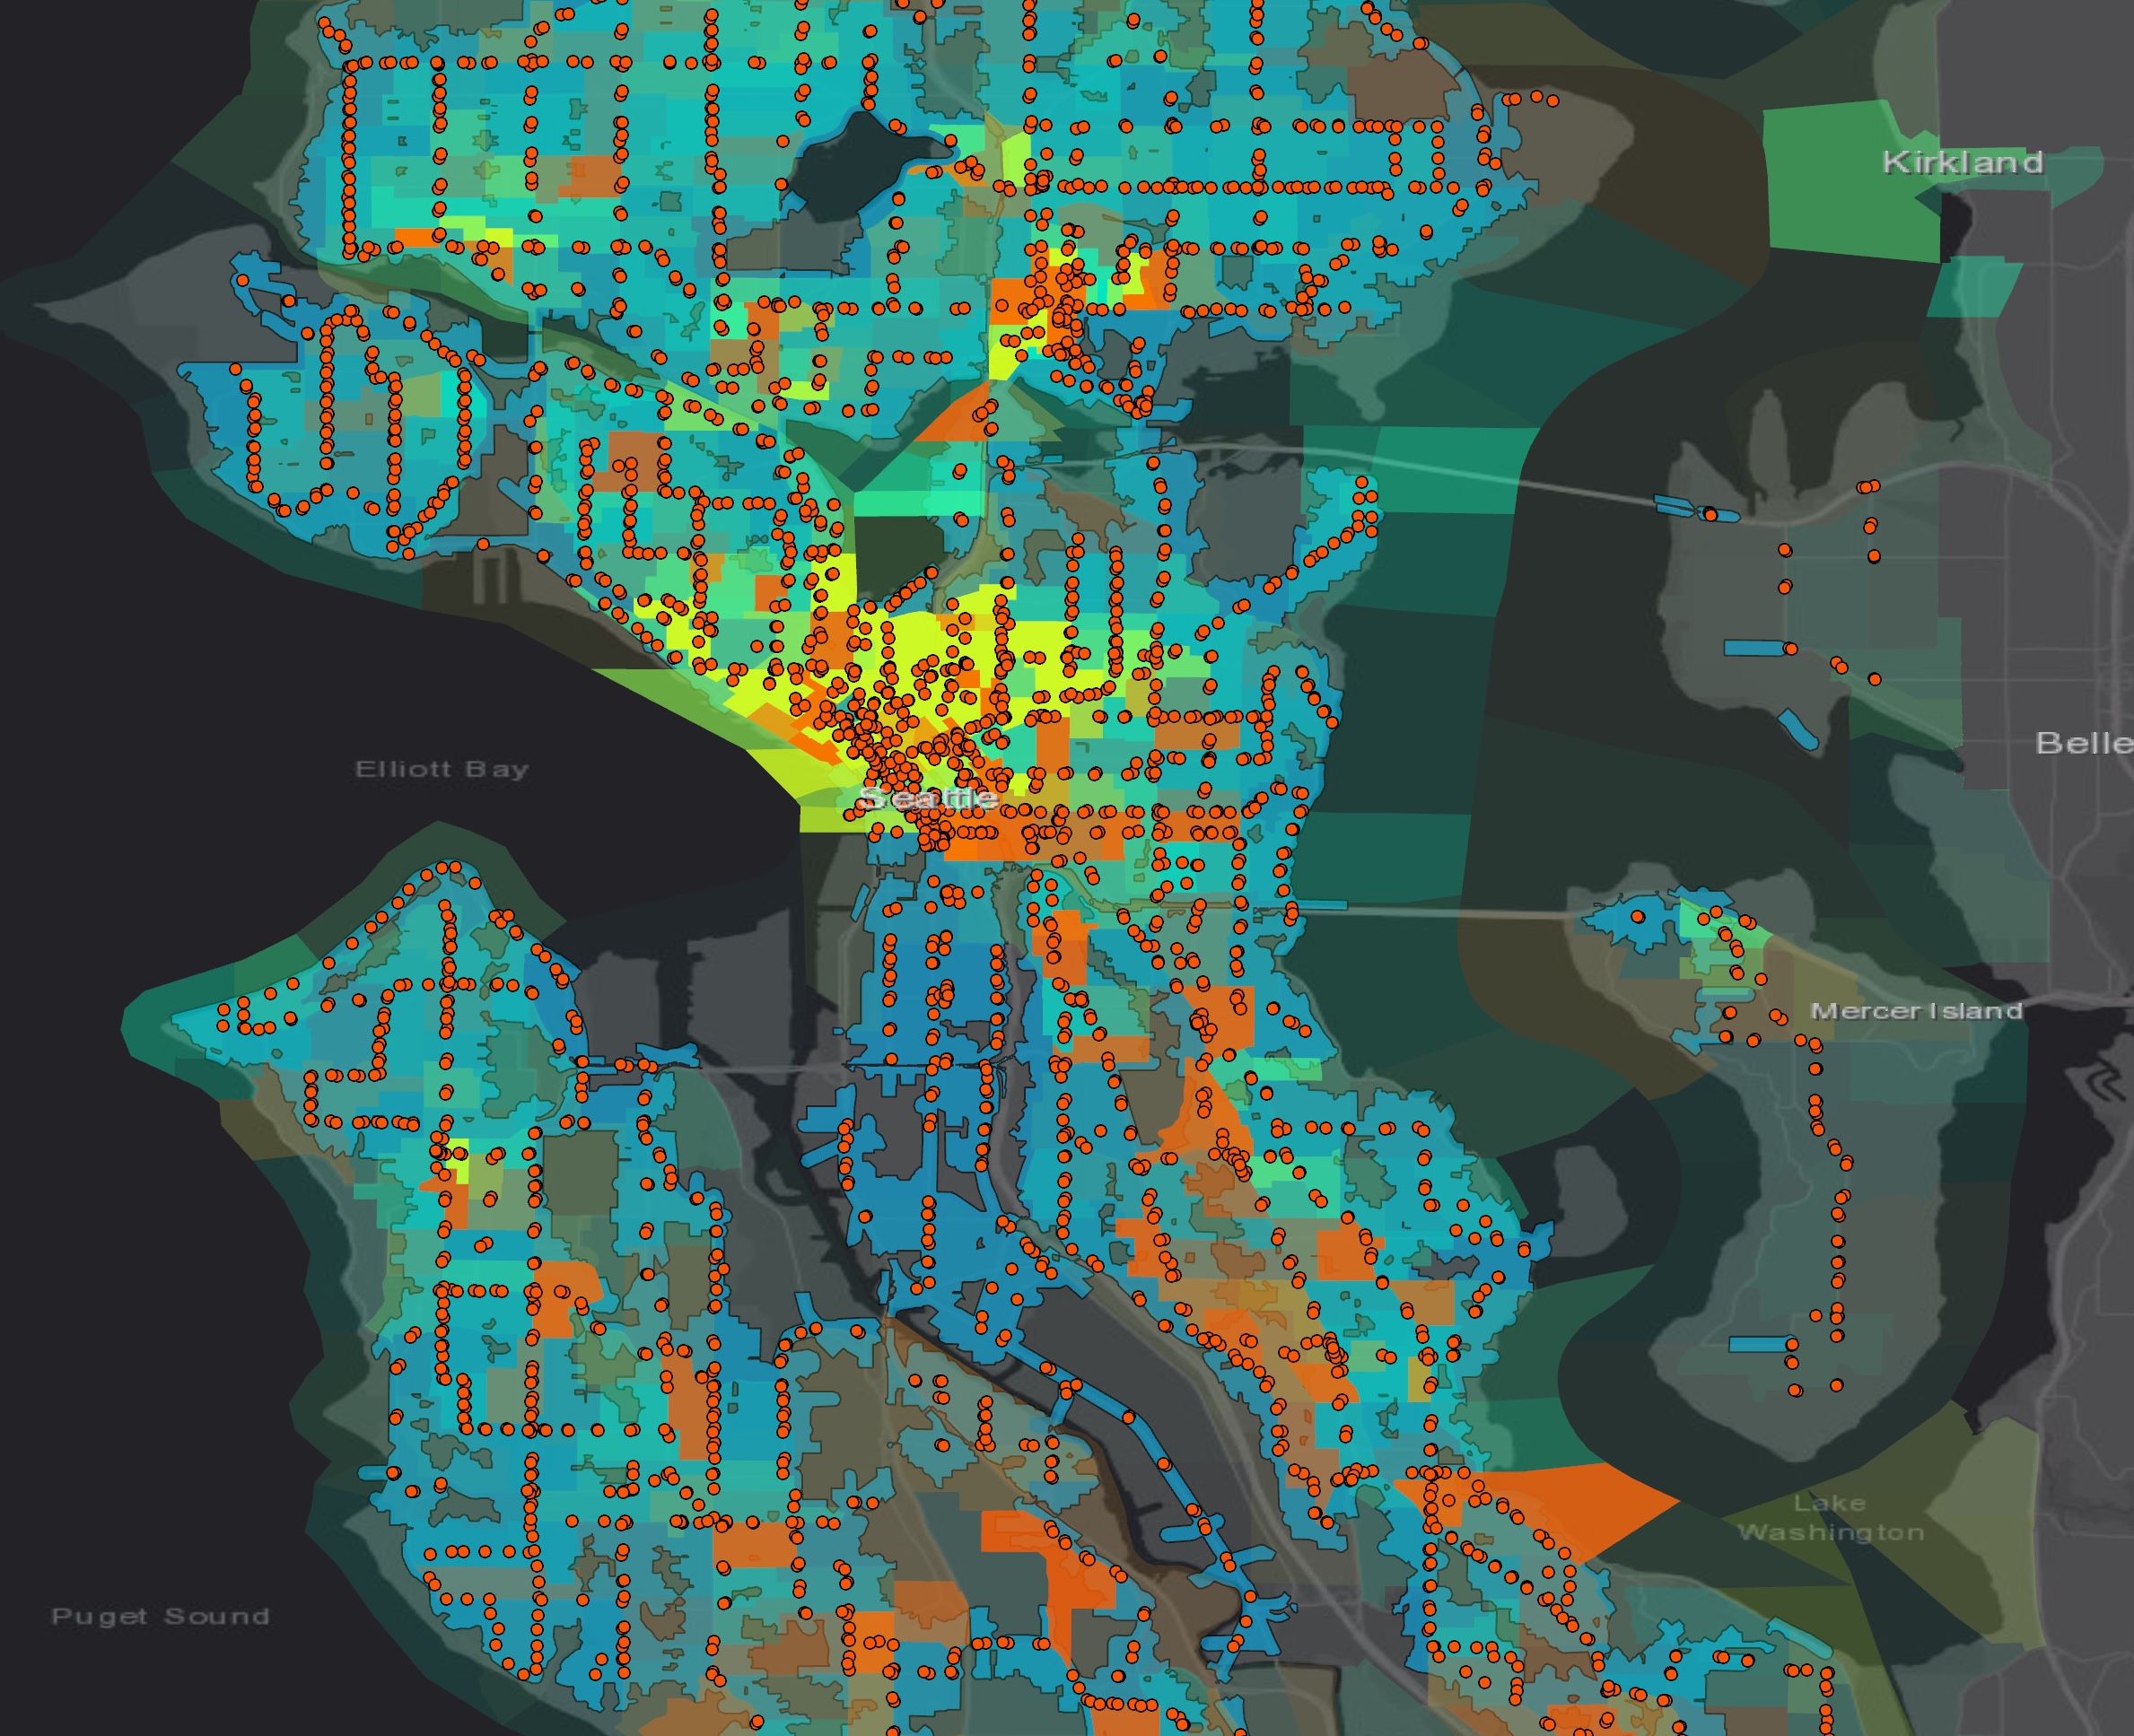 Kirkland
Belle
Elliott Bay
Seattle
Mercer Island
Lake
Washington
Puget Sound